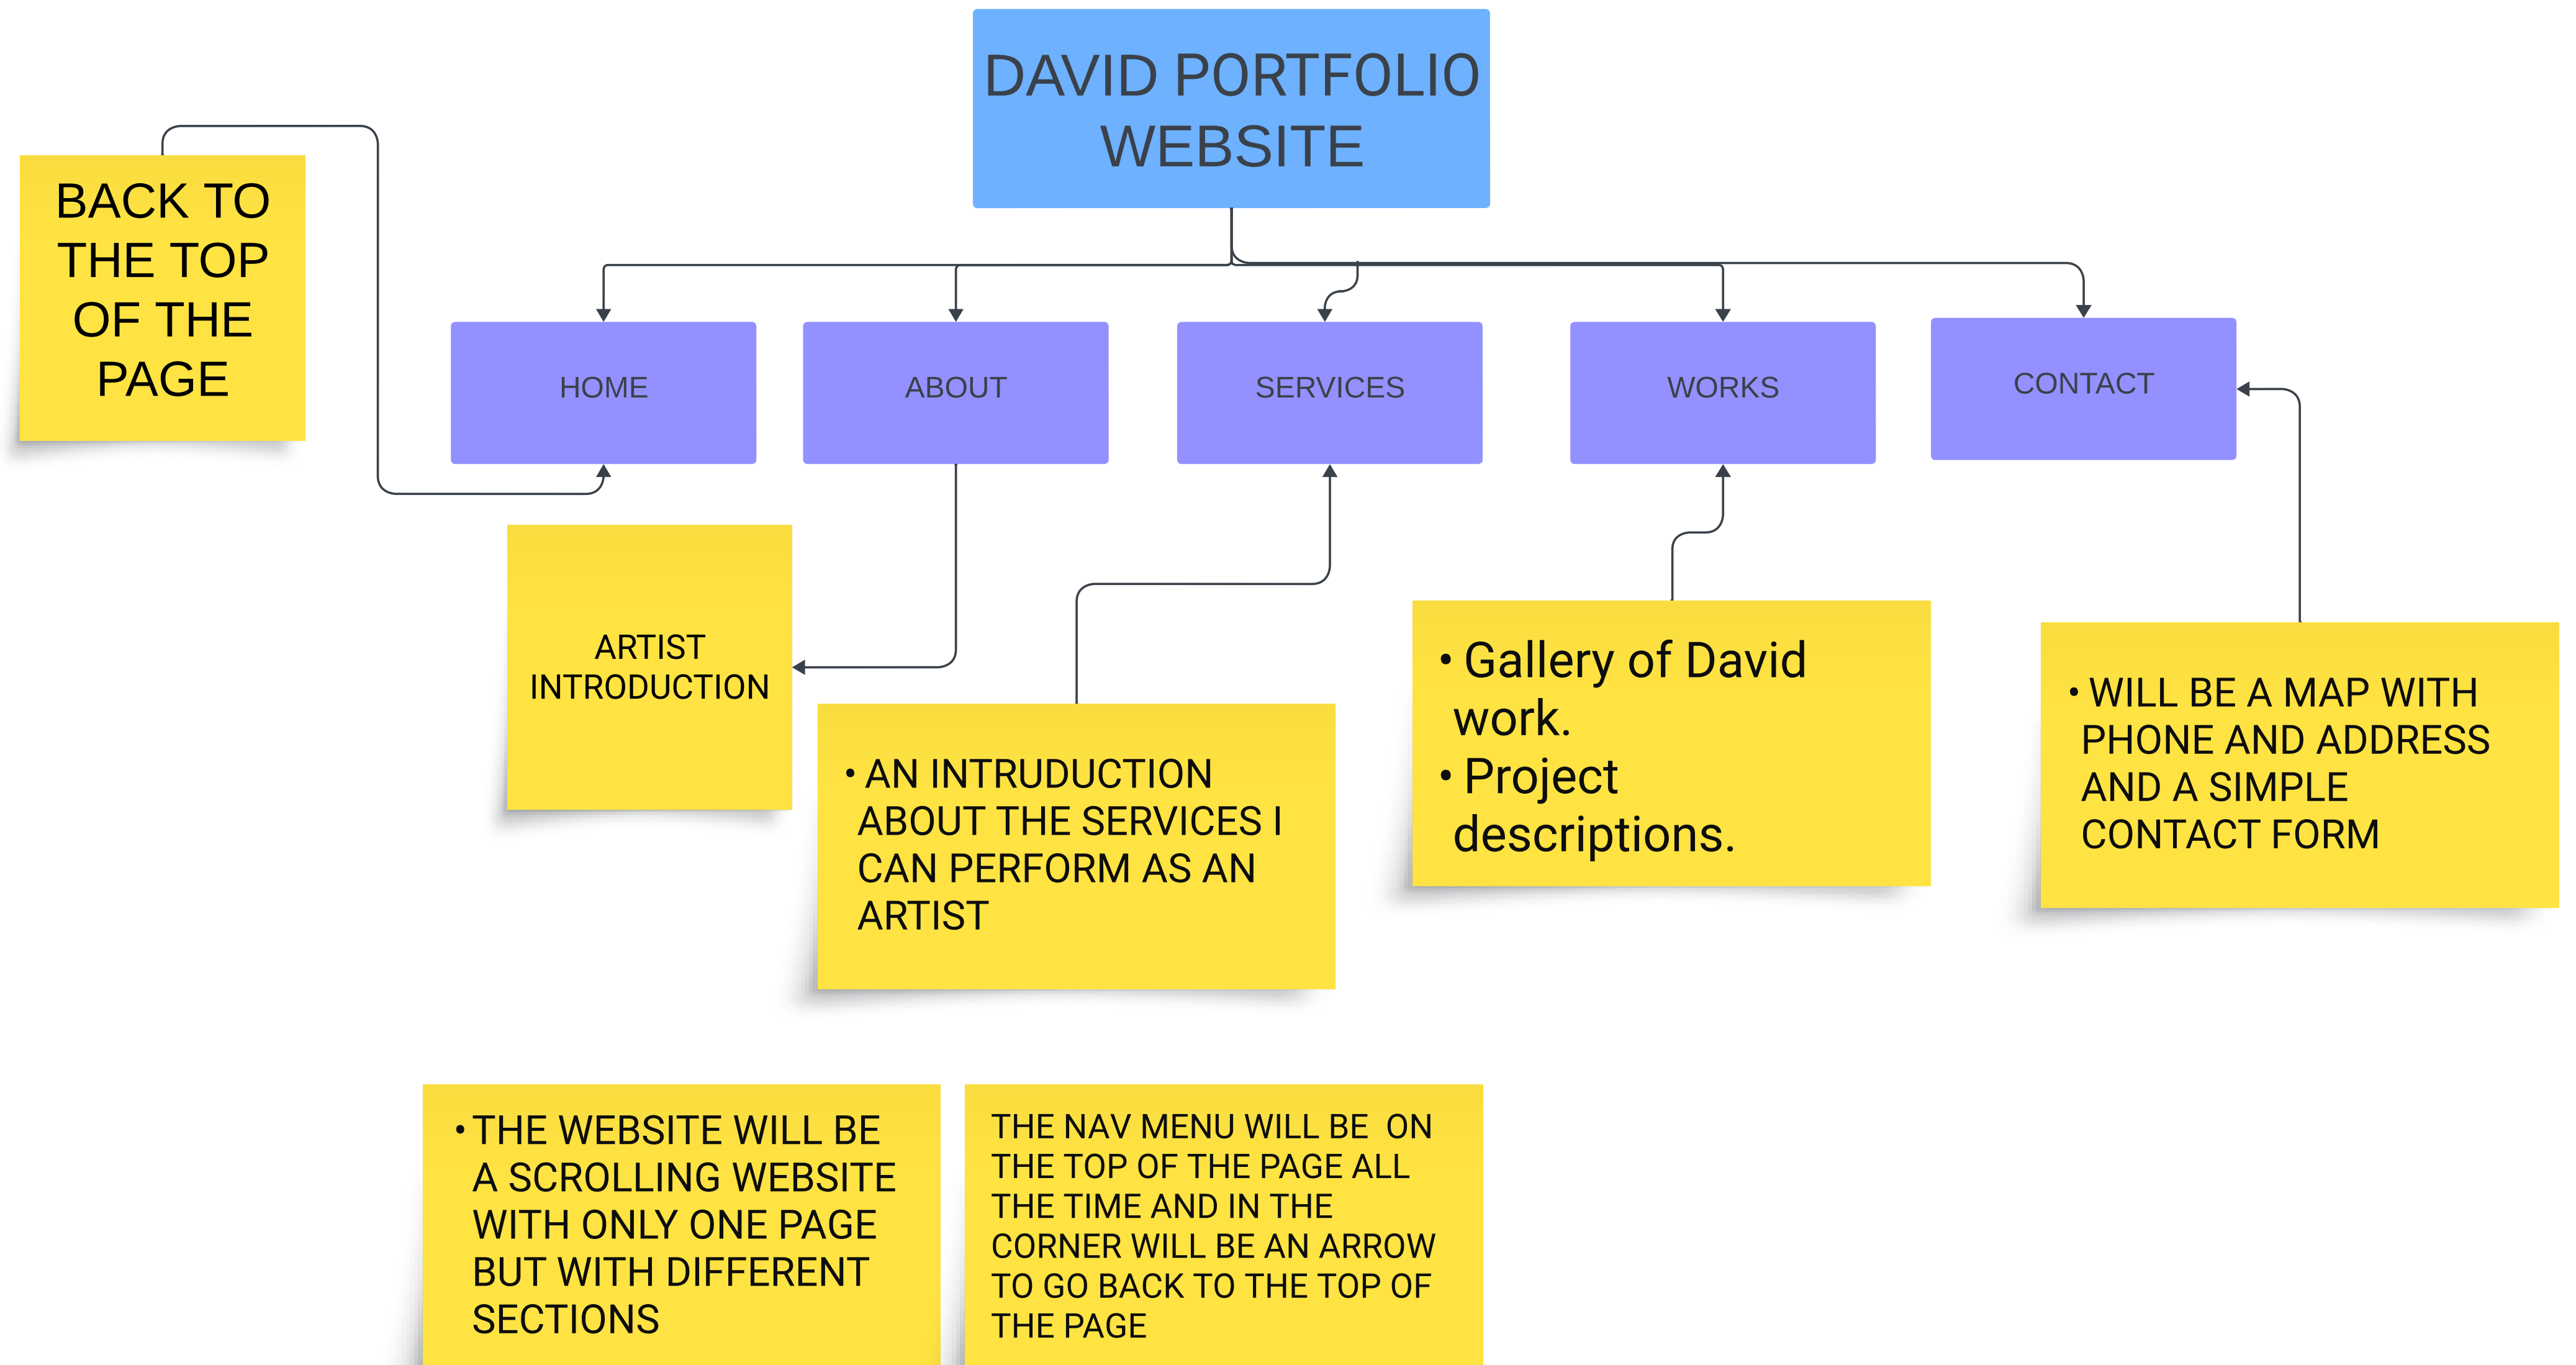 DAVID PORTFOLIO
WEBSITE
BACK TO
THE TOP
OF THE
PAGE
HOME
ABOUT
SERVICES
WORKS
CONTACT
ARTIST
INTRODUCTION
• AN INTRUDUCTION
ABOUT THE SERVICES I
CAN PERFORM AS AN
ARTIST
• Gallery of David
work.
• Project
descriptions.
• WILL BE A MAP WITH
PHONE AND ADDRESS
AND A SIMPLE
CONTACT FORM
• THE WEBSITE WILL BE
A SCROLLING WEBSITE
WITH ONLY ONE PAGE
BUT WITH DIFFERENT
SECTIONS
THE NAV MENU WILL BE  ON
THE TOP OF THE PAGE ALL
THE TIME AND IN THE
CORNER WILL BE AN ARROW
TO GO BACK TO THE TOP OF
THE PAGE